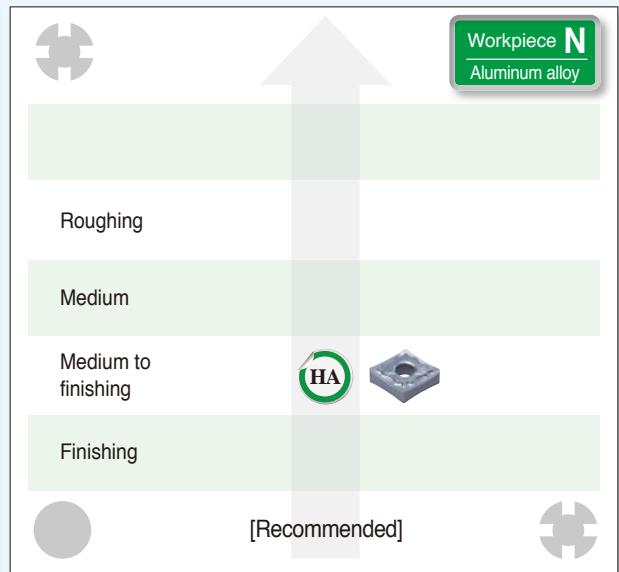 Workpiece N
Aluminum alloy
Roughing
Medium
Medium to
finishing
HA
Finishing
[Recommended]